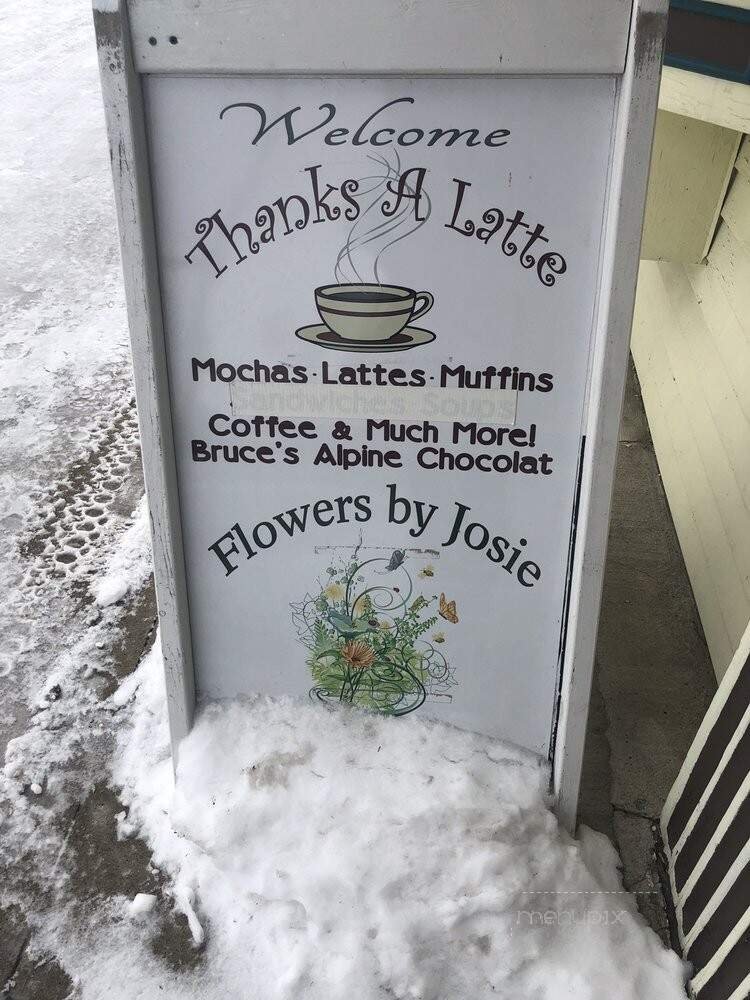 Welcome
Thanks A Latte
Mochas · Lattes · Muffins
Sandwiches Soups
Coffee & Much More!
Bruce's Alpine Chocolat
Flowers by Josie
menupix